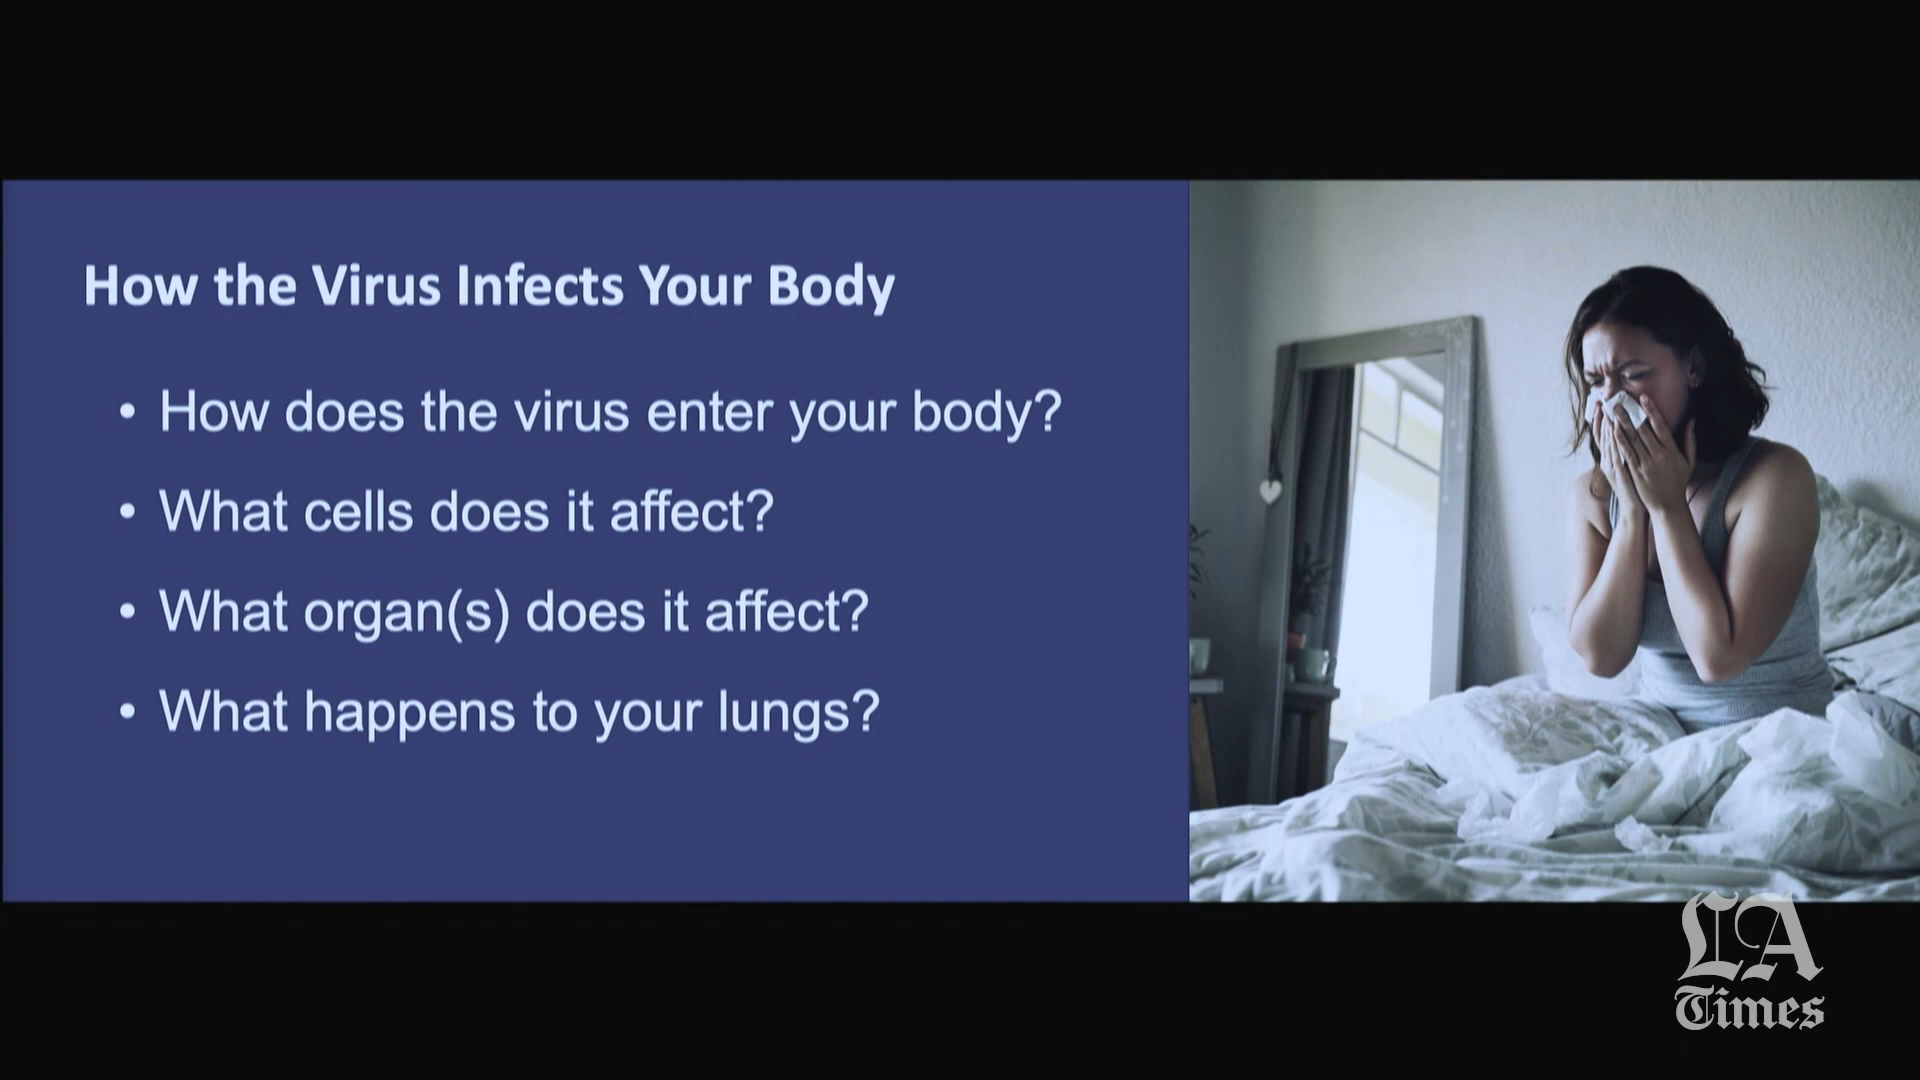 How the Virus Infects Your Body
• How does the virus enter your body?
• What cells does it affect?
• What organ(s) does it affect?
• What happens to your lungs?
LA
Times